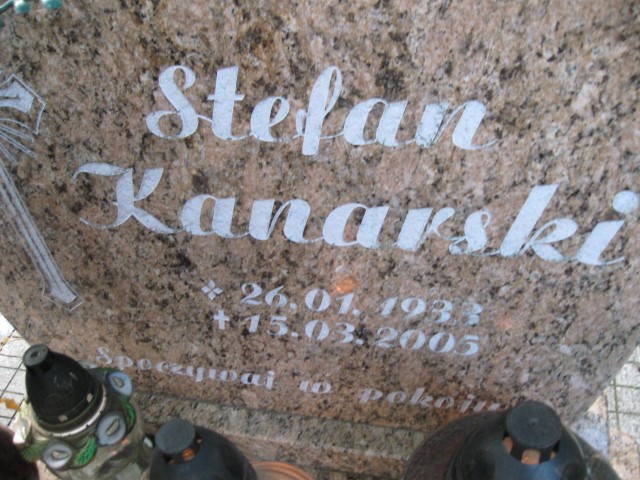 Stefan
Kanarski
26.01.1933
✝ 15.03.2005
Spoczywaj w pokoju